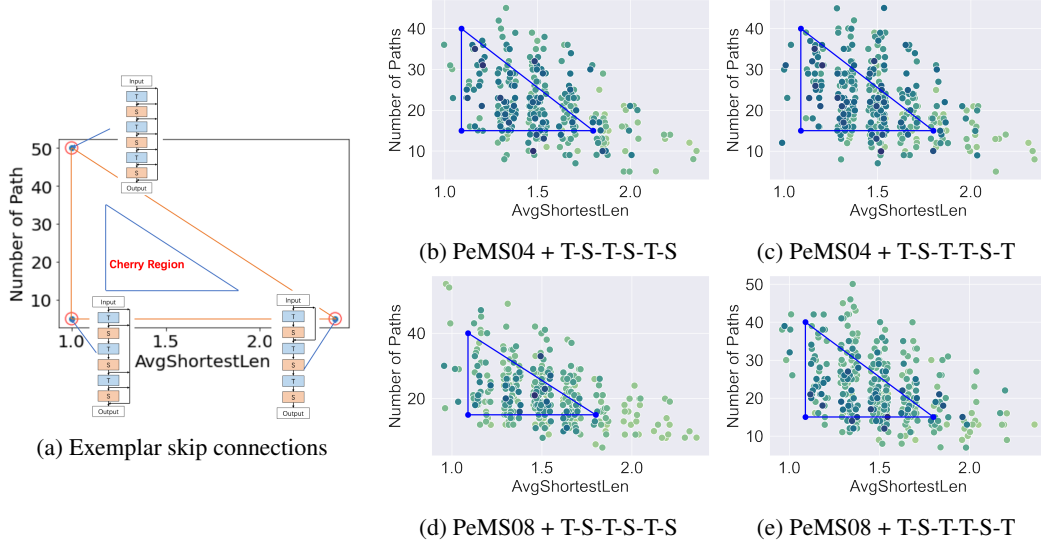 Input
T
S
T
S
T
S
Output
50
40
30
20
10
Number of Path
Cherry Region
Input
T
S
T
S
T
S
Output
Input
T
S
T
S
T
S
Output
1.0 1.5 2.0
AvgShortestLen
(a) Exemplar skip connections
Number of Paths
40
30
20
10
1.0 1.5 2.0
AvgShortestLen
(b) PeMS04 + T-S-T-S-T-S
Number of Paths
40
30
20
10
1.0 1.5 2.0
AvgShortestLen
(c) PeMS04 + T-S-T-T-S-T
Number of Paths
40
20
1.0 1.5 2.0
AvgShortestLen
(d) PeMS08 + T-S-T-S-T-S
Number of Paths
50
40
30
20
10
1.0 1.5 2.0
AvgShortestLen
(e) PeMS08 + T-S-T-T-S-T